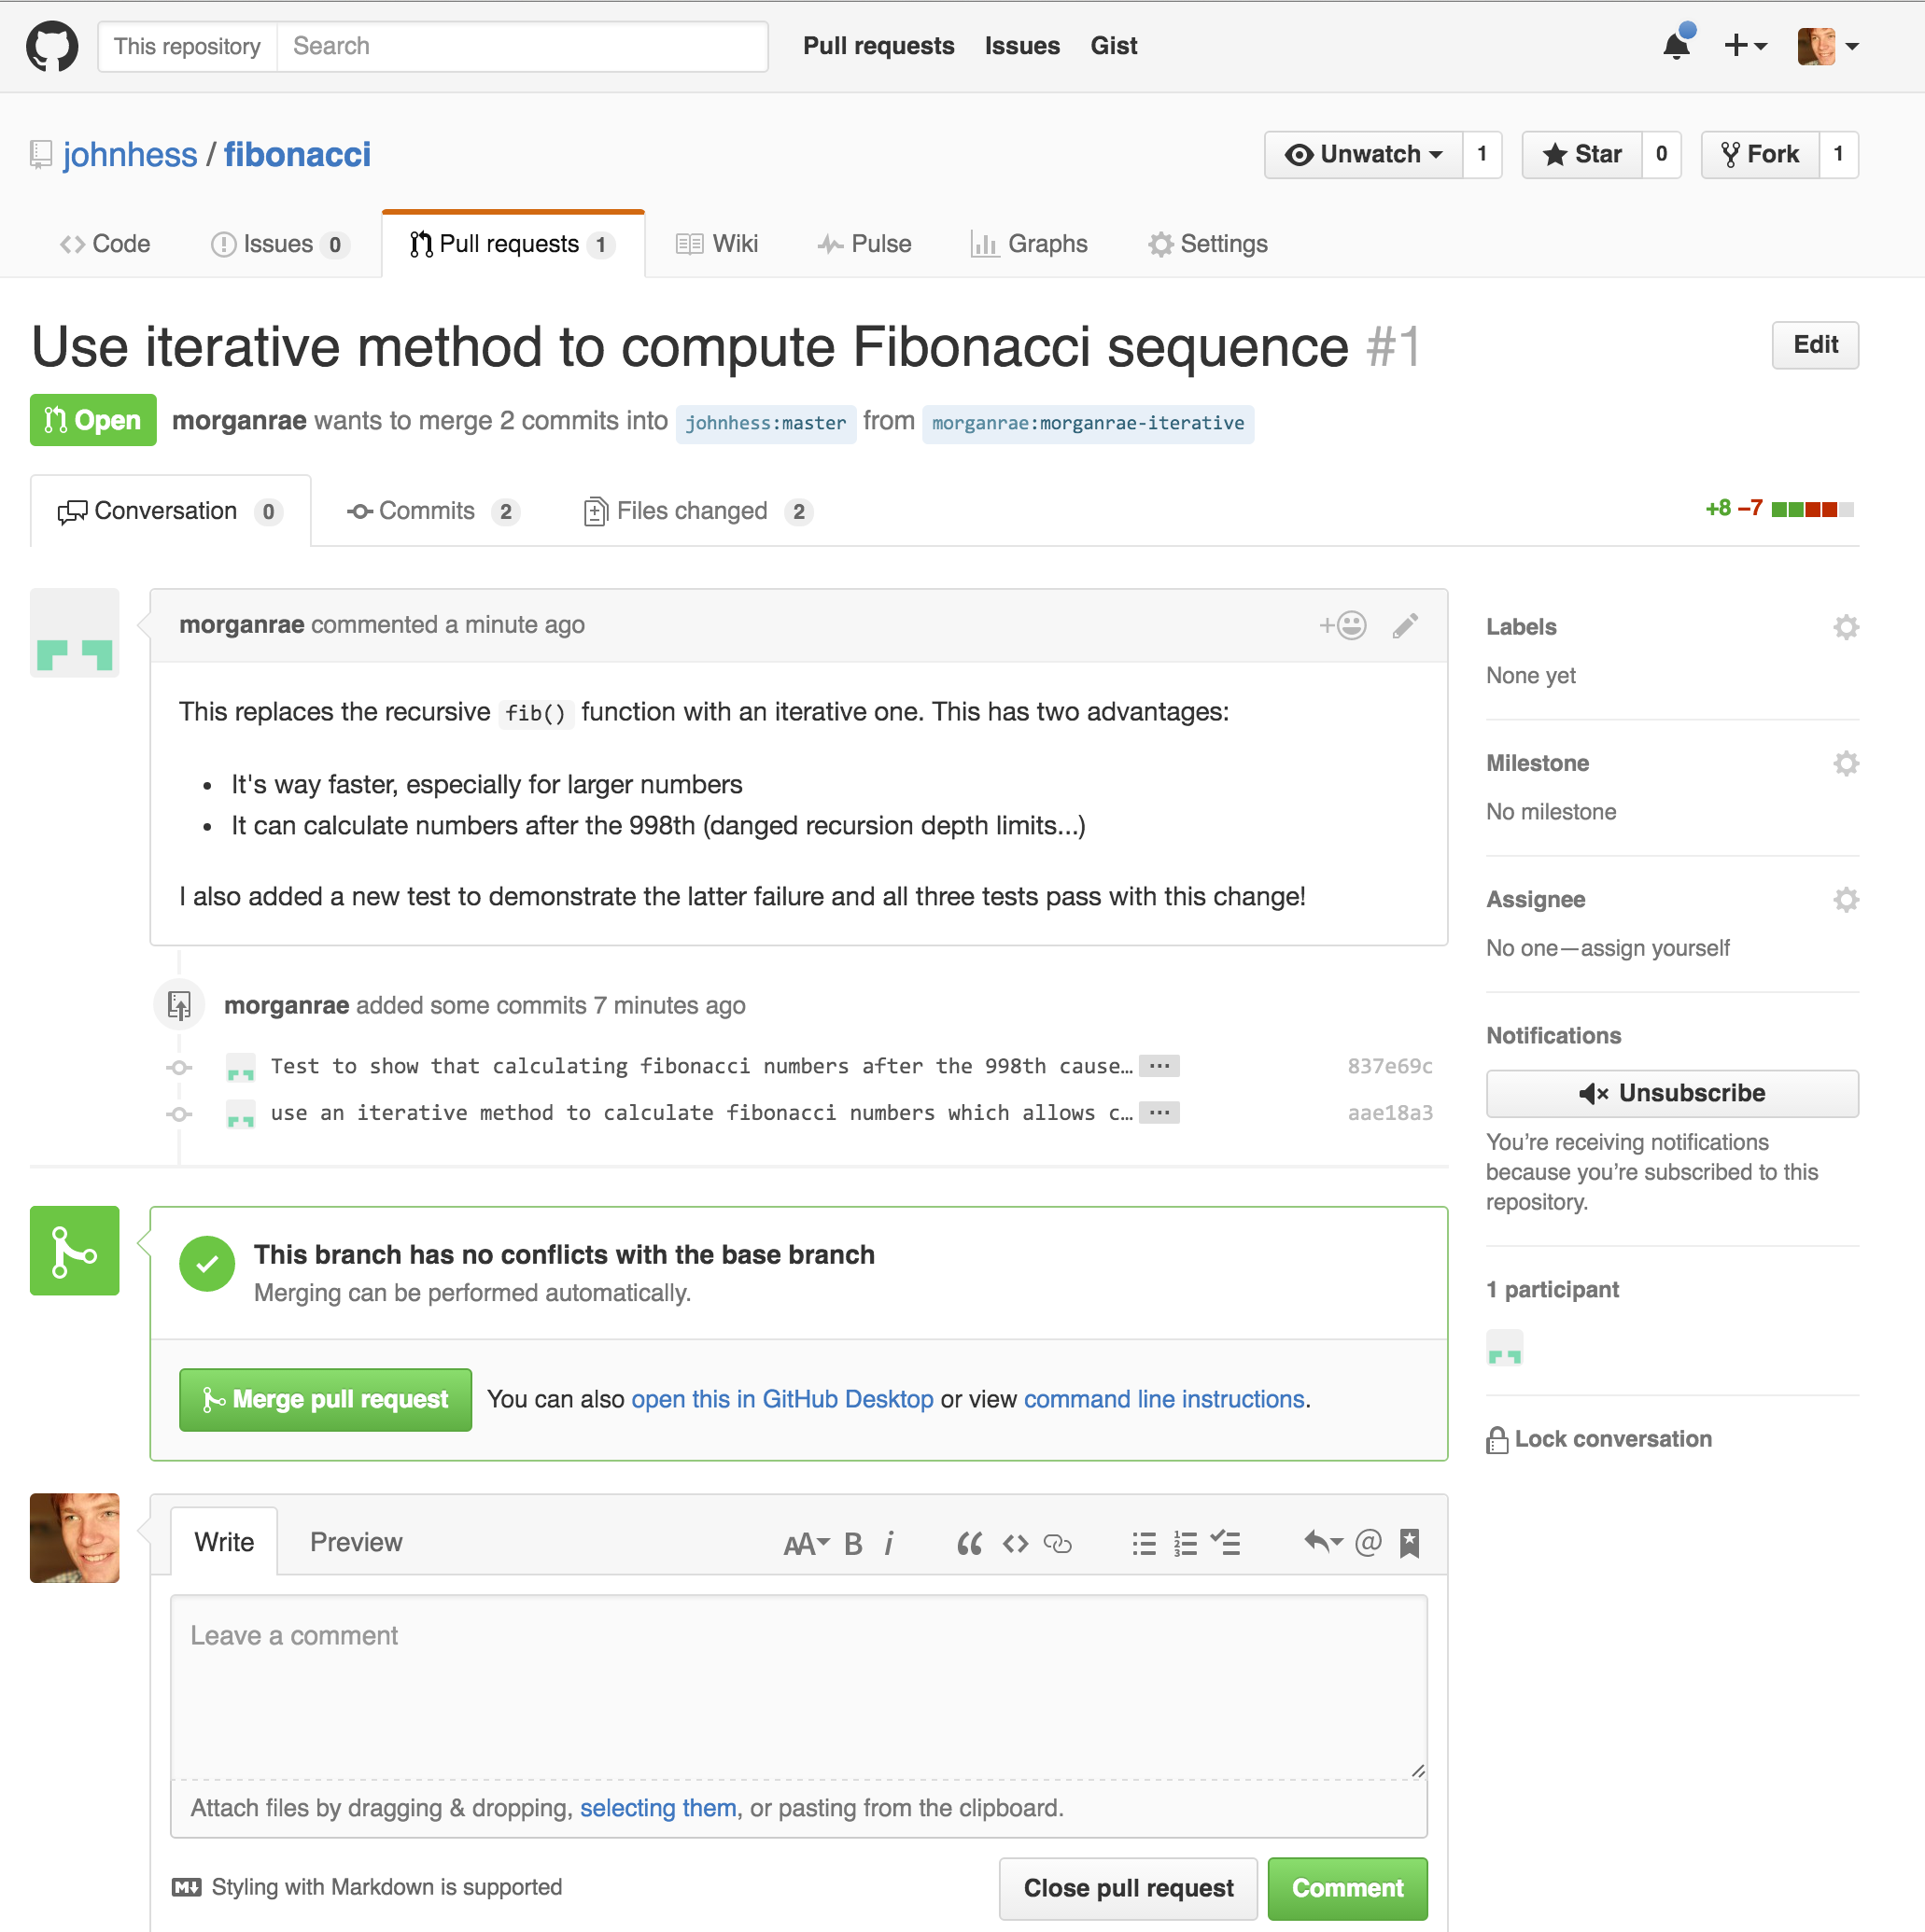 This repository Search Pull requests Issues Gist
johnhess / fibonacci Unwatch 1 Star 0 Fork 1
Code Issues 0 Pull requests 1 Wiki Pulse Graphs Settings
Use iterative method to compute Fibonacci sequence #1 Edit
Open morganrae wants to merge 2 commits into johnhess:master from morganrae:morganrae-iterative
Conversation 0 Commits 2 Files changed 2 +8 −7
morganrae commented a minute ago
This replaces the recursive fib() function with an iterative one. This has two advantages:
• It's way faster, especially for larger numbers
• It can calculate numbers after the 998th (danged recursion depth limits...)
I also added a new test to demonstrate the latter failure and all three tests pass with this change!
morganrae added some commits 7 minutes ago
Test to show that calculating fibonacci numbers after the 998th cause… ... 837e69c
use an iterative method to calculate fibonacci numbers which allows c… ... aae18a3
This branch has no conflicts with the base branch
Merging can be performed automatically.
Merge pull request You can also open this in GitHub Desktop or view command line instructions.
Write Preview AA B i
Leave a comment
Attach files by dragging & dropping, selecting them, or pasting from the clipboard.
M↓ Styling with Markdown is supported Close pull request Comment
Labels
None yet
Milestone
No milestone
Assignee
No one—assign yourself
Notifications
Unsubscribe
You’re receiving notifications
because you’re subscribed to this
repository.
1 participant
Lock conversation